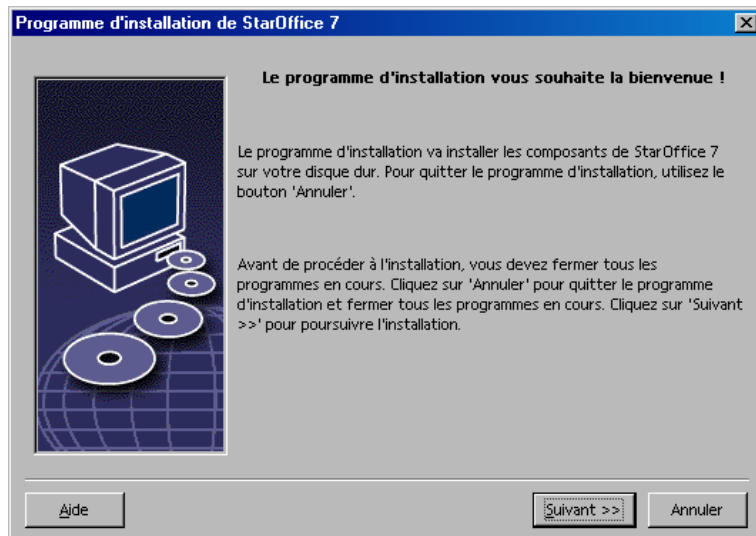 Programme d'installation de StarOffice 7
Le programme d'installation vous souhaite la bienvenue !
Le programme d'installation va installer les composants de StarOffice 7
sur votre disque dur. Pour quitter le programme d'installation, utilisez le
bouton 'Annuler'.
Avant de procéder à l'installation, vous devez fermer tous les
programmes en cours. Cliquez sur 'Annuler' pour quitter le programme
d'installation et fermer tous les programmes en cours. Cliquez sur 'Suivant
>>' pour poursuivre l'installation.
Aide
Suivant >>
Annuler